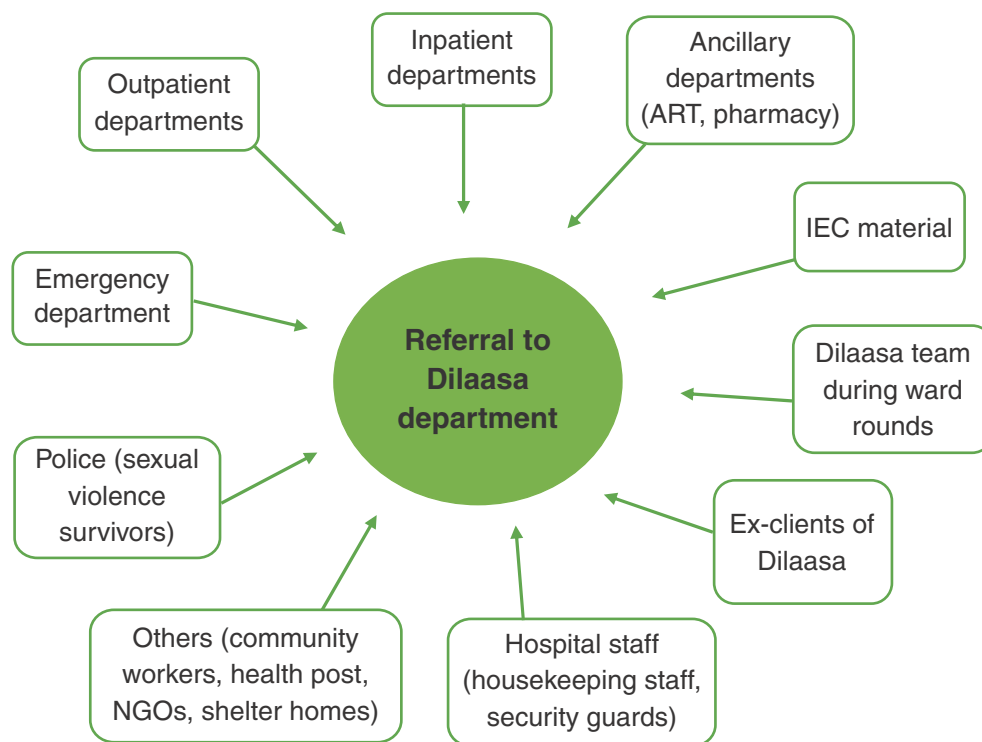 Inpatient
departments
Ancillary
departments
(ART, pharmacy)
Outpatient
departments
IEC material
Emergency
department
Referral to
Dilaasa
department
Dilaasa team
during ward
rounds
Police (sexual
violence
survivors)
Ex-clients of
Dilaasa
Others (community
workers, health post,
NGOs, shelter homes)
Hospital staff
(housekeeping staff,
security guards)